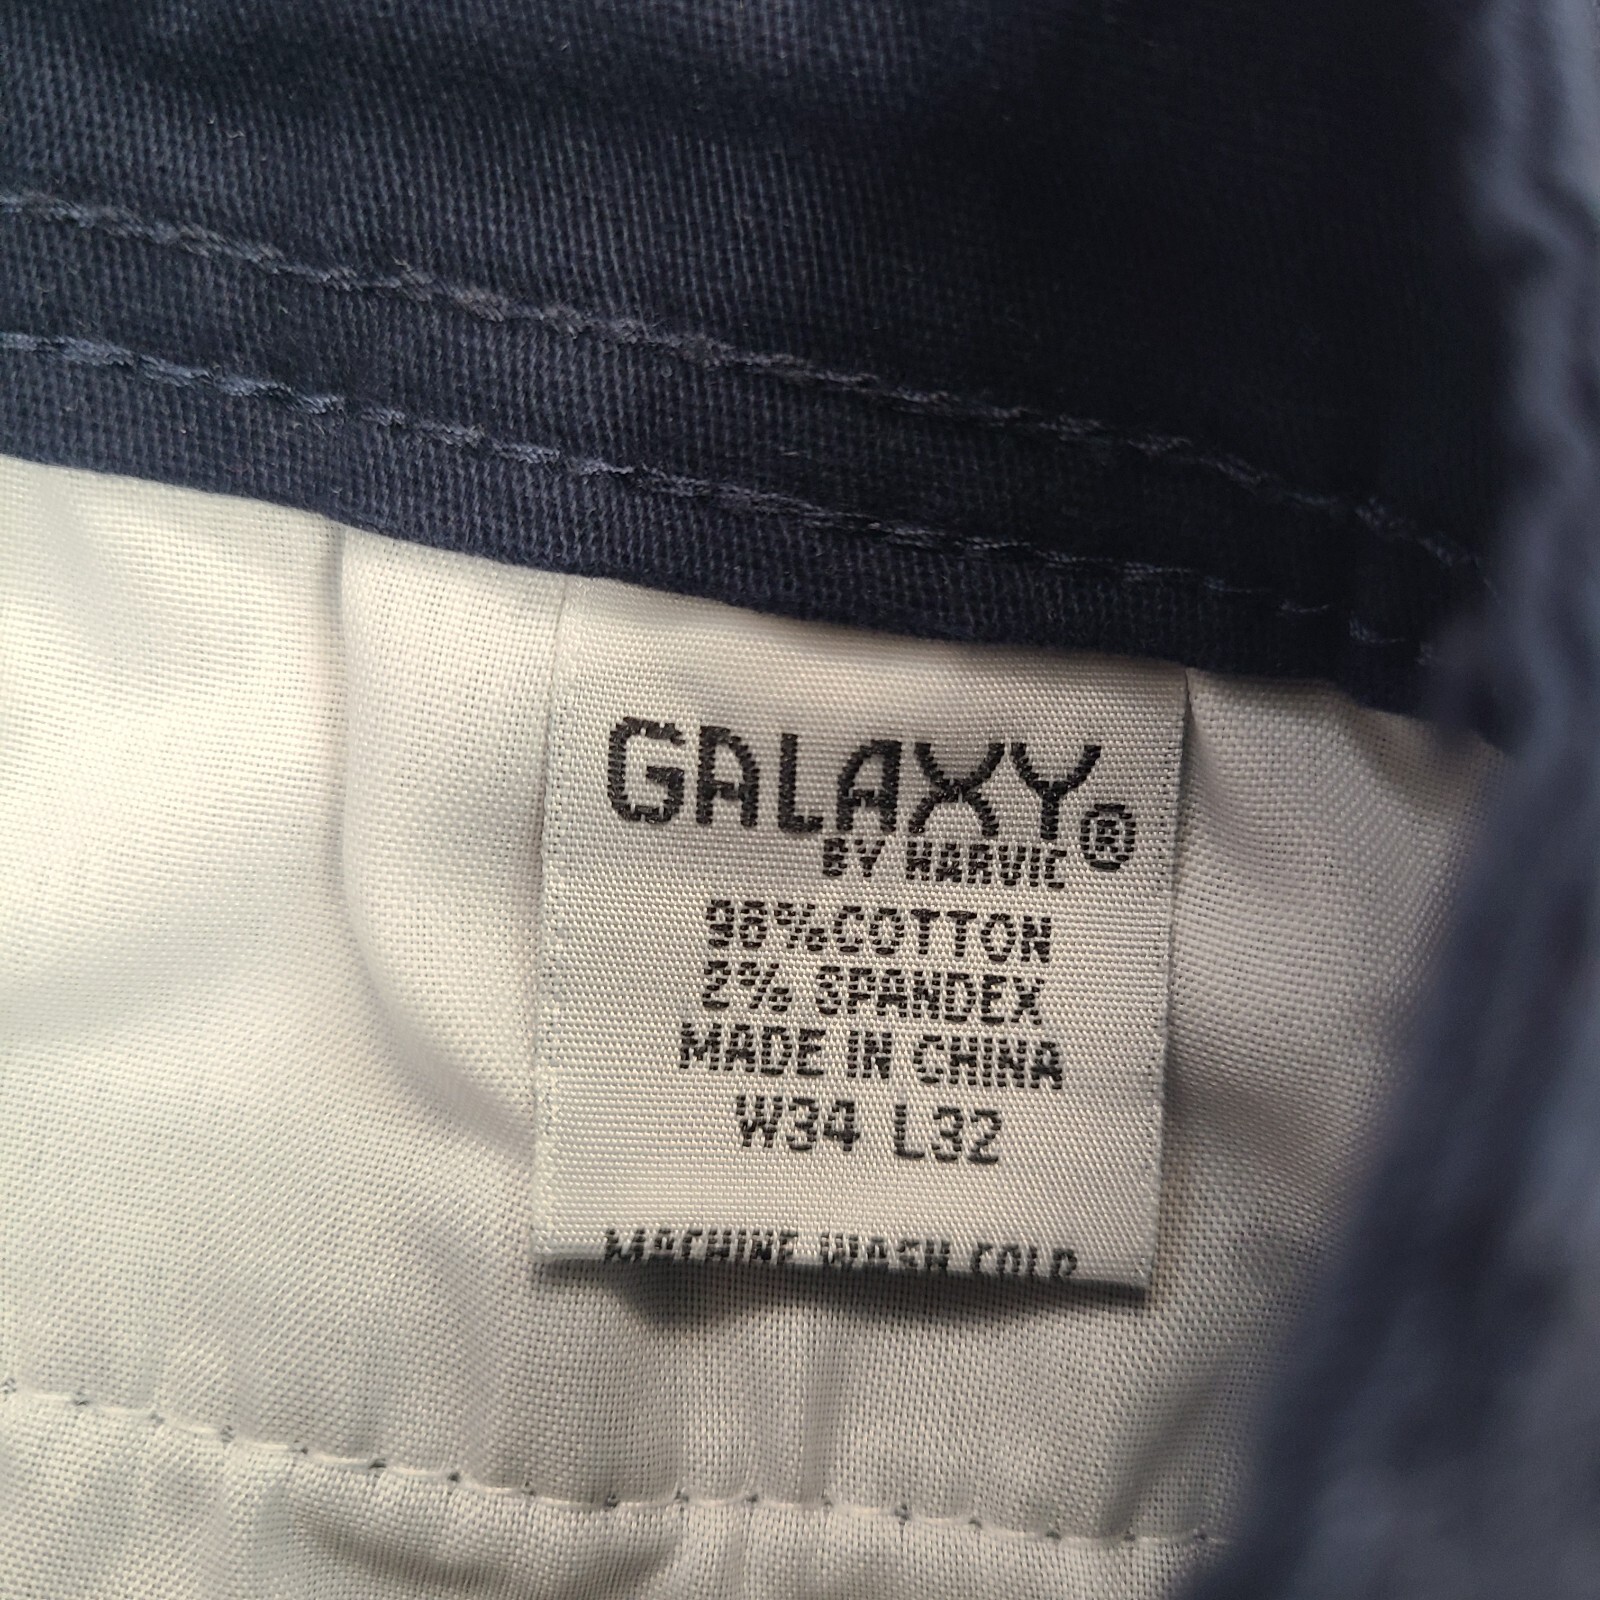 GALAXY®
BY HARVIC
98%COTTON
2% SPANDEX
MADE IN CHINA
W34 L32
MACHINE WASH COLD